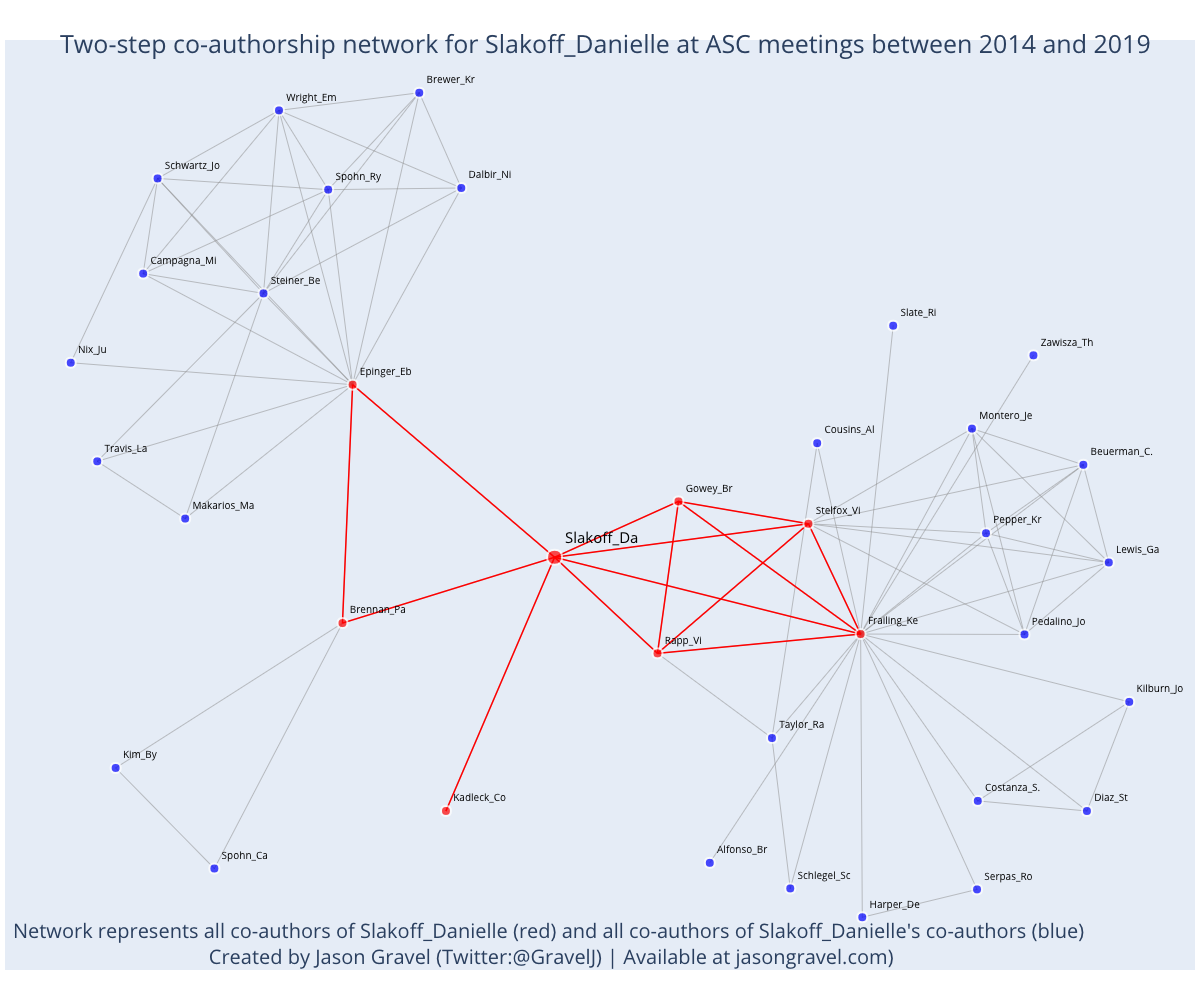 Two-step co-authorship network for Slakoff_Danielle at ASC meetings between 2014 and 2019
Brewer_Kr
Wright_Em
Schwartz_Jo
Spohn_Ry
Dalbir_Ni
Campagna_Mi
Steiner_Be
Slate_Ri
Zawisza_Th
Nix_Ju
Epinger_Eb
Montero_Je
Cousins_Al
Travis_La
Beuerman_C.
Gowey_Br
Makarios_Ma
Stelfox_Vi
Pepper_Kr
Slakoff_Da
Lewis_Ga
Brennan_Pa
Frailing_Ke
Pedalino_Jo
Rapp_Vi
Kilburn_Jo
Taylor_Ra
Kim_By
Kadleck_Co
Costanza_S.
Diaz_St
Spohn_Ca
Alfonso_Br
Schlegel_Sc
Serpas_Ro
Harper_De
Network represents all co-authors of Slakoff_Danielle (red) and all co-authors of Slakoff_Danielle's co-authors (blue)
Created by Jason Gravel (Twitter:@GravelJ) | Available at jasongravel.com)